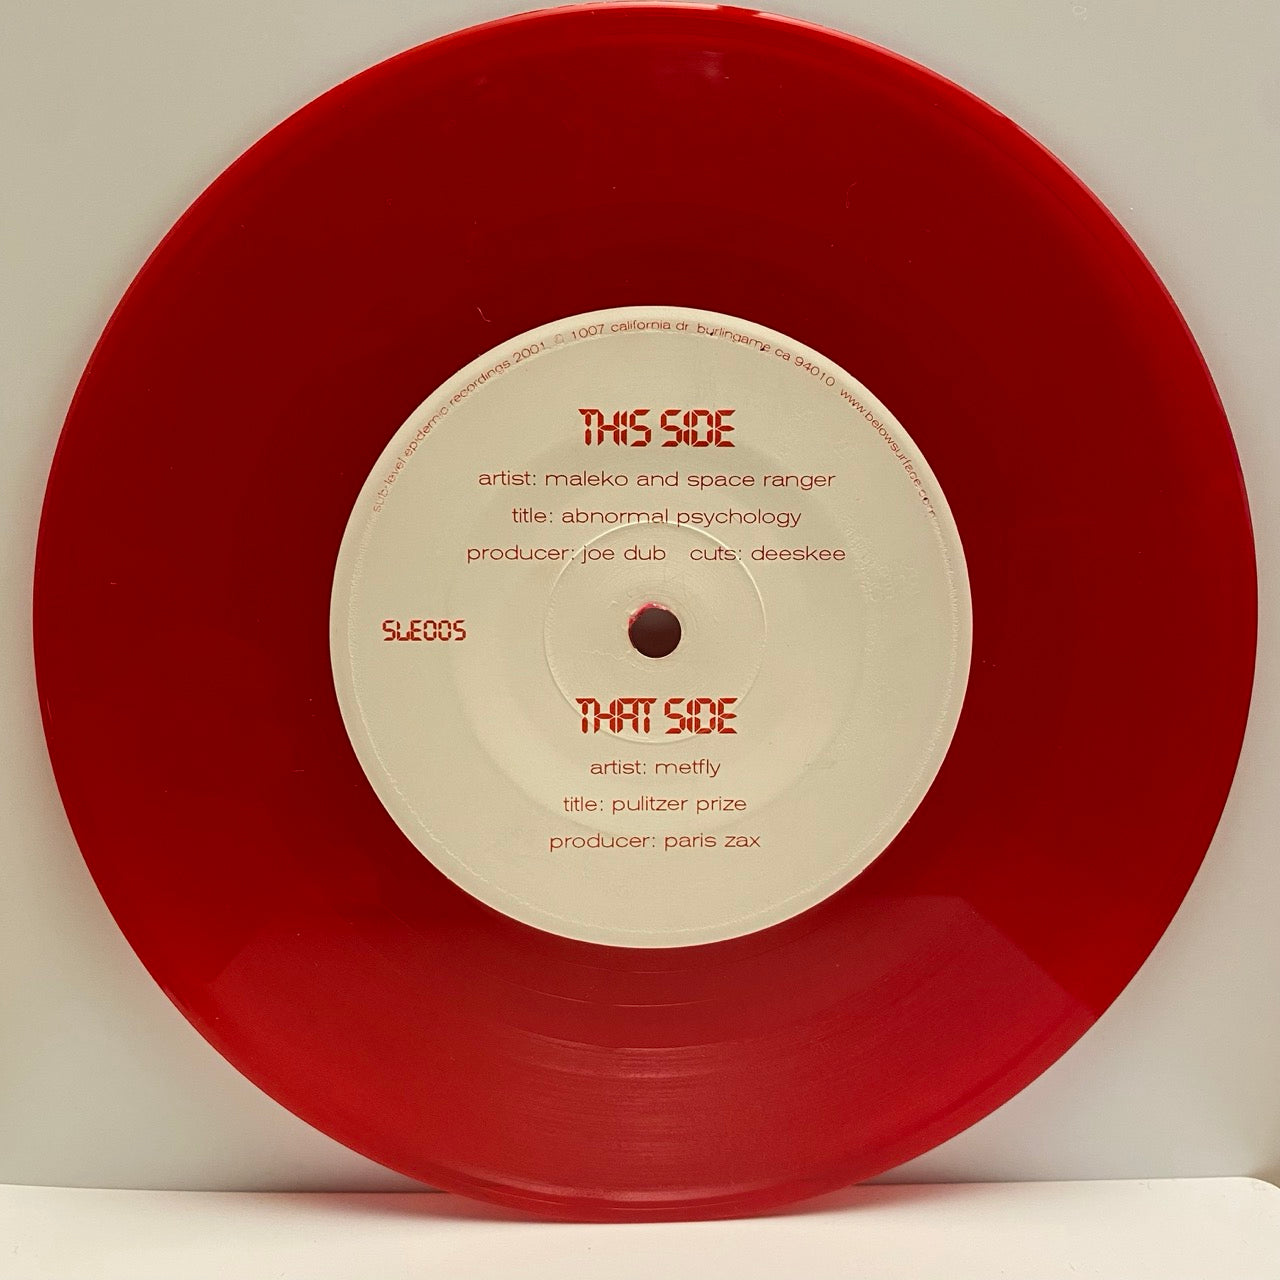 sub-level epidemic recordings 2001 © 1007 california dr burlingame ca 94010 www.belowsurface.com
THIS SIDE
artist: maleko and space ranger
title: abnormal psychology
producer: joe dub cuts: deeskee
SLE005
THAT SIDE
artist: metfly
title: pulitzer prize
producer: paris zax